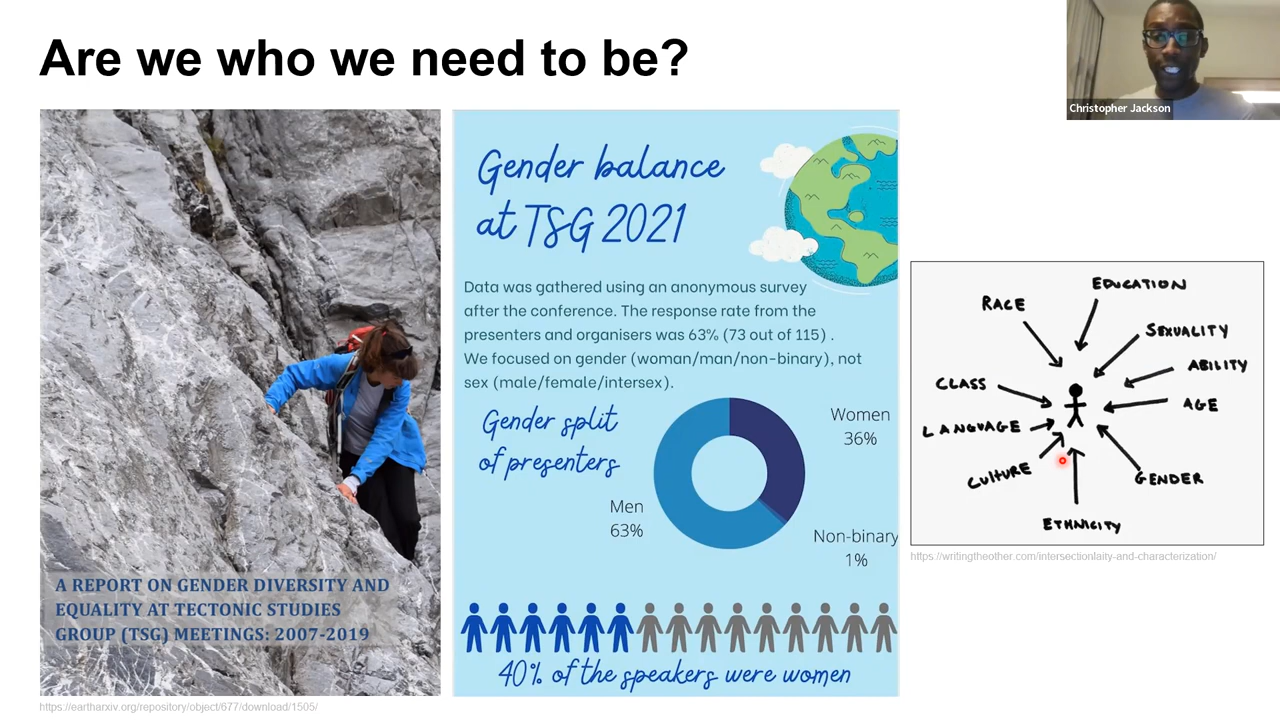 Are we who we need to be?
Christopher Jackson
A REPORT ON GENDER DIVERSITY AND
EQUALITY AT TECTONIC STUDIES
GROUP (TSG) MEETINGS: 2007-2019
https://eartharxiv.org/repository/object/677/download/1505/
Gender balance
at TSG 2021
Data was gathered using an anonymous survey
after the conference. The response rate from the
presenters and organisers was 63% (73 out of 115) .
We focused on gender (woman/man/non-binary), not
sex (male/female/intersex).
Gender split
of presenters
Women
36%
Men
63%
Non-binary
1%
40% of the speakers were women
EDUCATION
RACE
SEXUALITY
ABILITY
CLASS
AGE
LANGUAGE
CULTURE
GENDER
ETHNICITY
https://writingtheother.com/intersectionlaity-and-characterization/